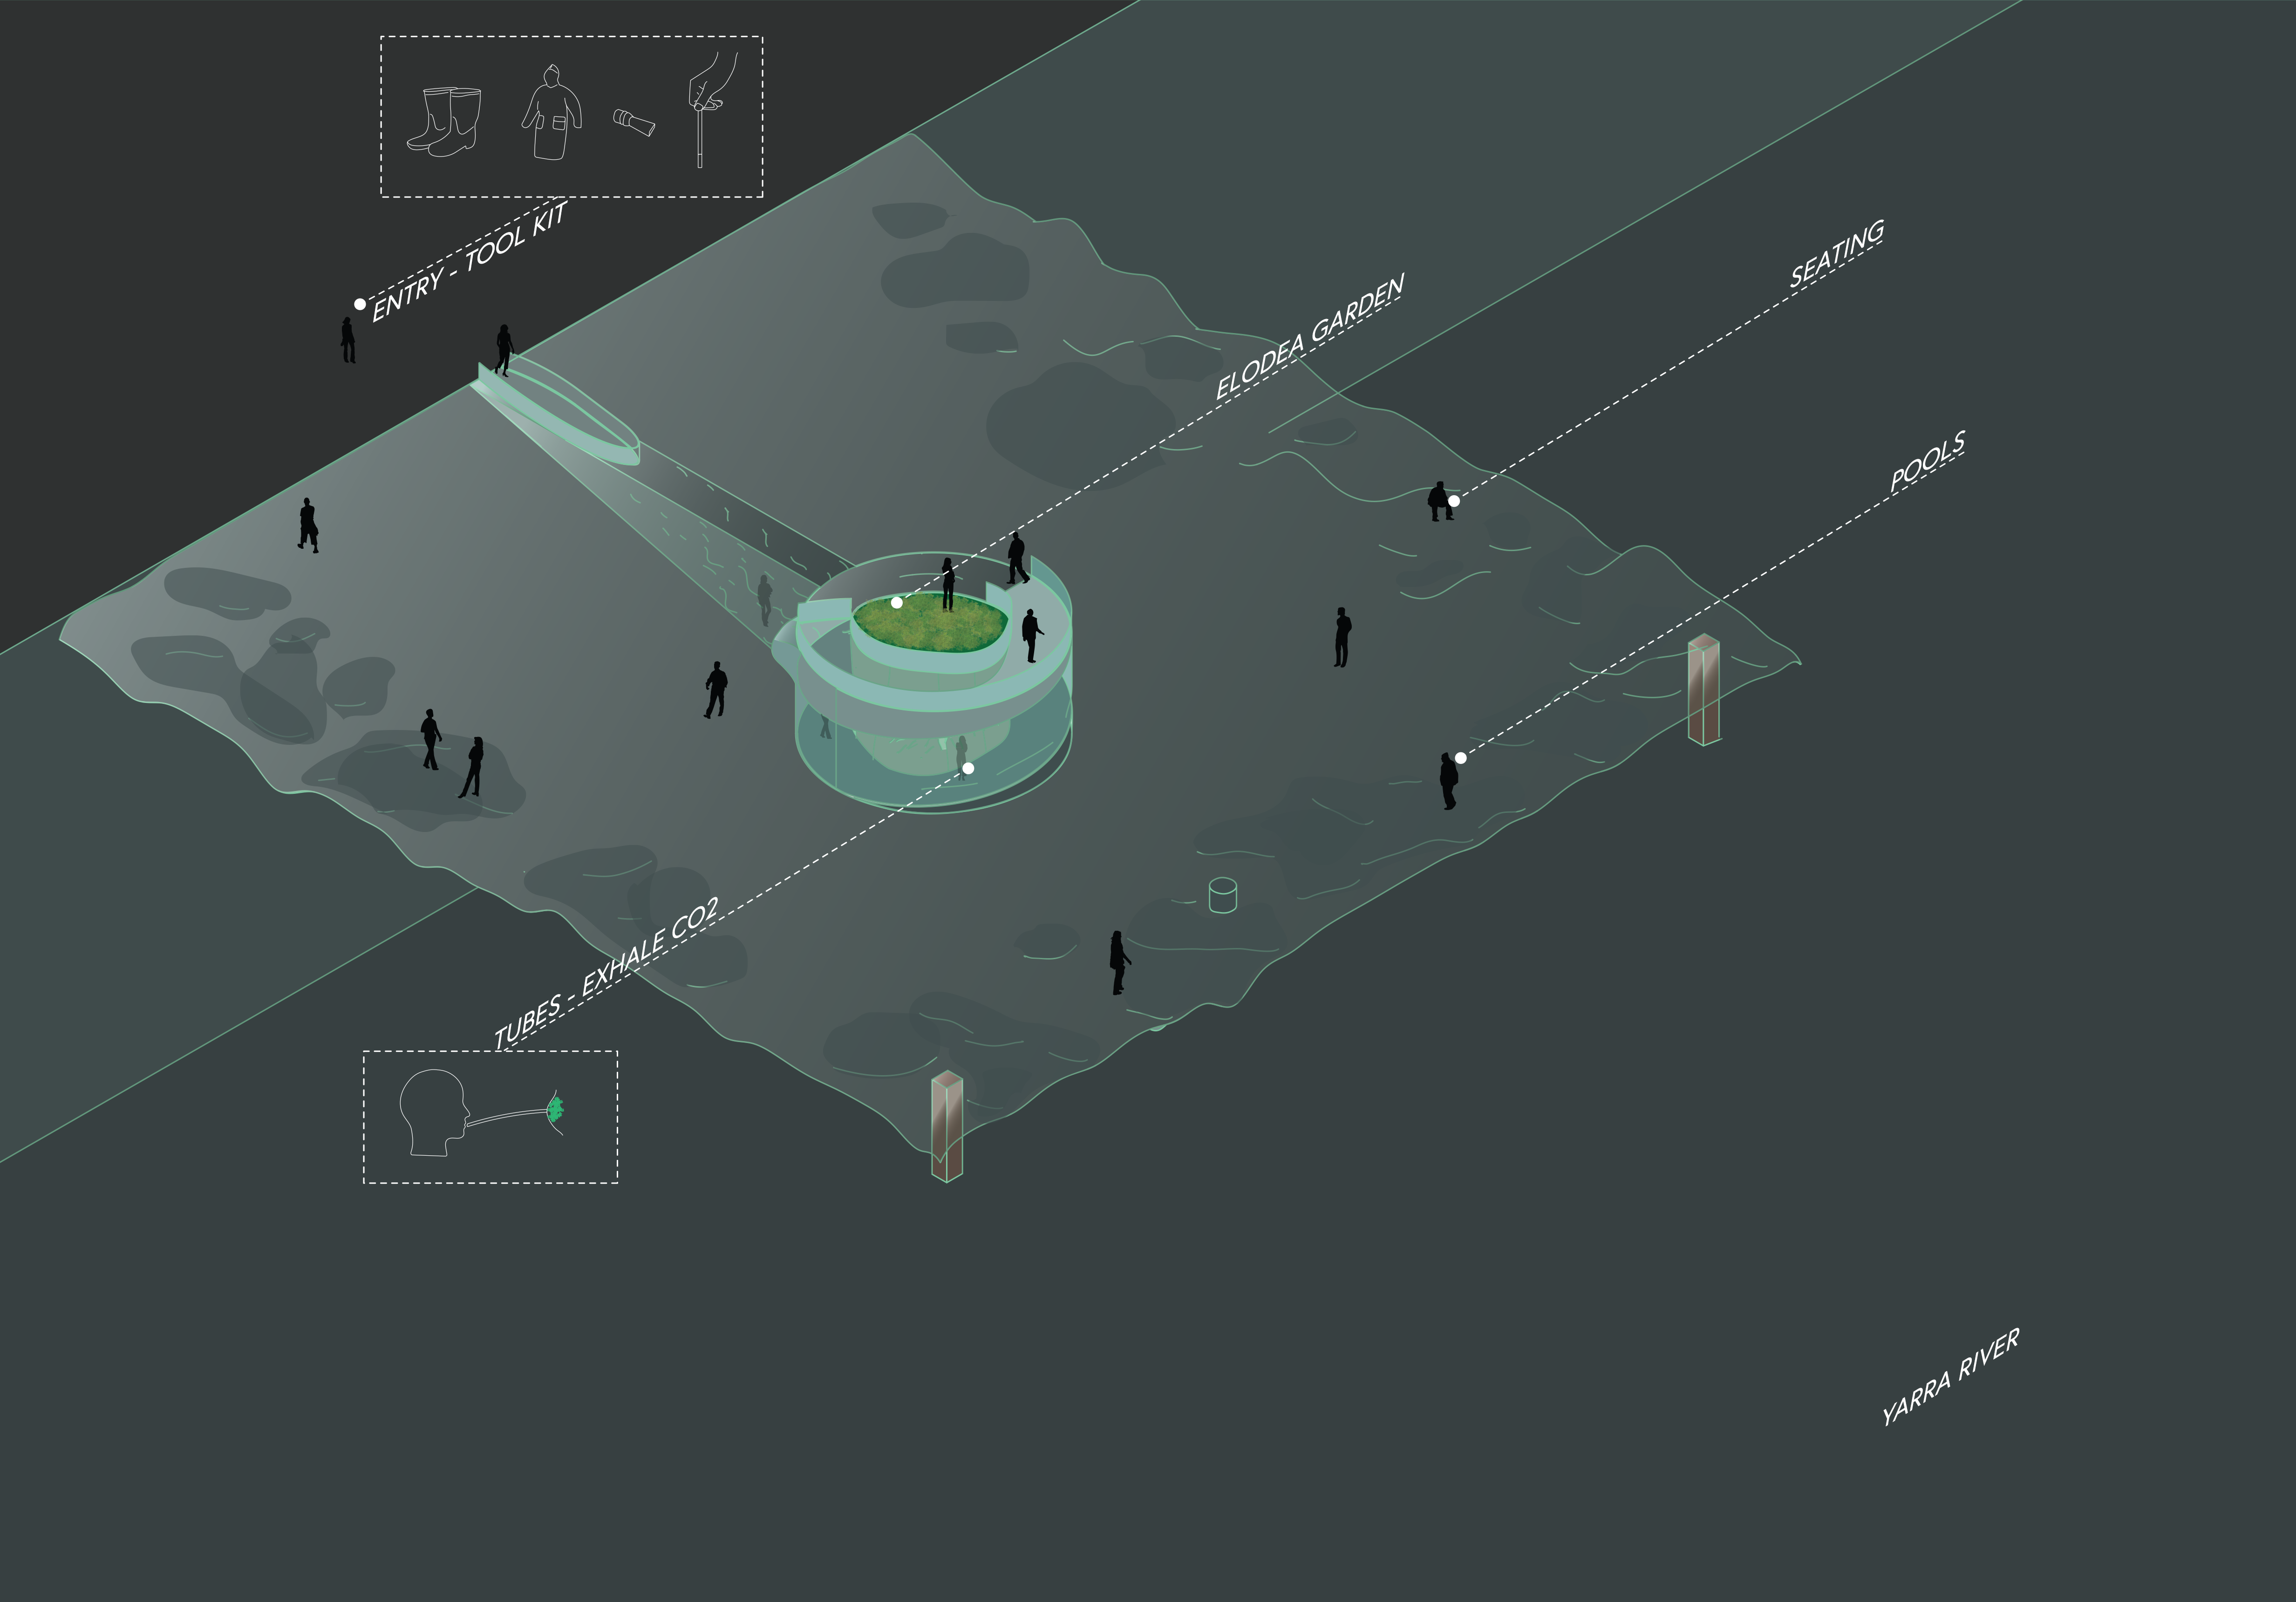 ENTRY - TOOL KIT
ELODEA GARDEN
SEATING
POOLS
TUBES - EXHALE CO2
YARRA RIVER